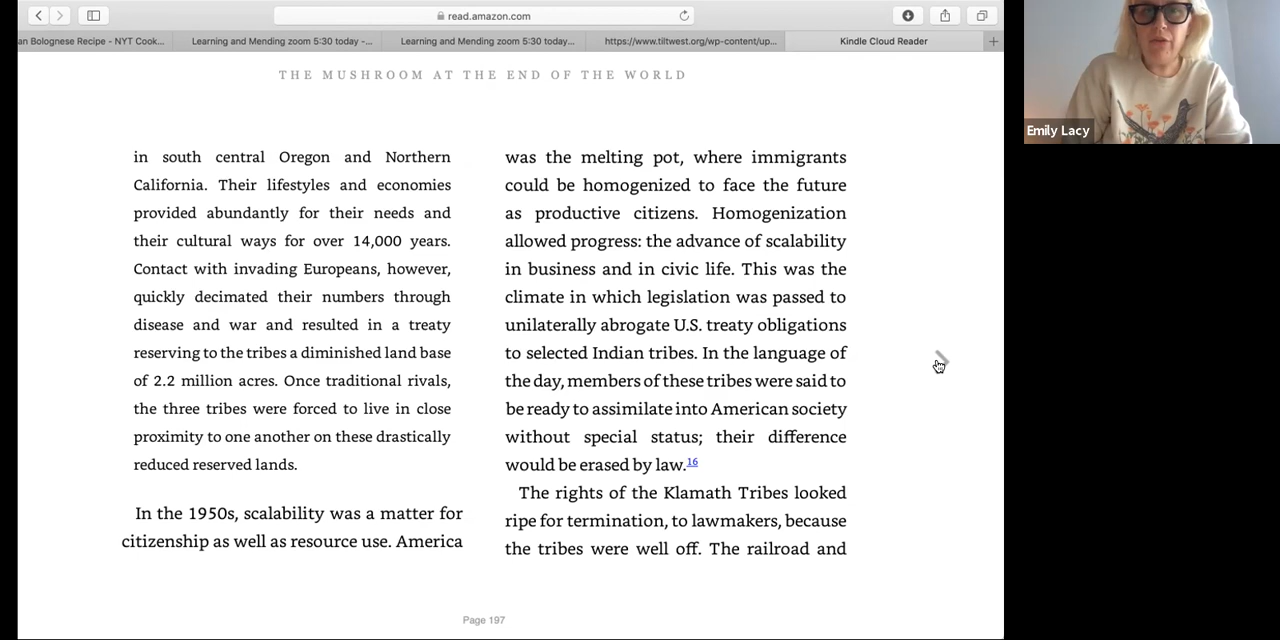 read.amazon.com
an Bolognese Recipe - NYT Cook...
Learning and Mending zoom 5:30 today -...
Learning and Mending zoom 5:30 today...
https://www.tiltwest.org/wp-content/up...
Kindle Cloud Reader
THE MUSHROOM AT THE END OF THE WORLD
in south central Oregon and Northern
California. Their lifestyles and economies
provided abundantly for their needs and
their cultural ways for over 14,000 years.
Contact with invading Europeans, however,
quickly decimated their numbers through
disease and war and resulted in a treaty
reserving to the tribes a diminished land base
of 2.2 million acres. Once traditional rivals,
the three tribes were forced to live in close
proximity to one another on these drastically
reduced reserved lands.
In the 1950s, scalability was a matter for
citizenship as well as resource use. America
was the melting pot, where immigrants
could be homogenized to face the future
as productive citizens. Homogenization
allowed progress: the advance of scalability
in business and in civic life. This was the
climate in which legislation was passed to
unilaterally abrogate U.S. treaty obligations
to selected Indian tribes. In the language of
the day, members of these tribes were said to
be ready to assimilate into American society
without special status; their difference
would be erased by law.16
The rights of the Klamath Tribes looked
ripe for termination, to lawmakers, because
the tribes were well off. The railroad and
Page 197
Emily Lacy